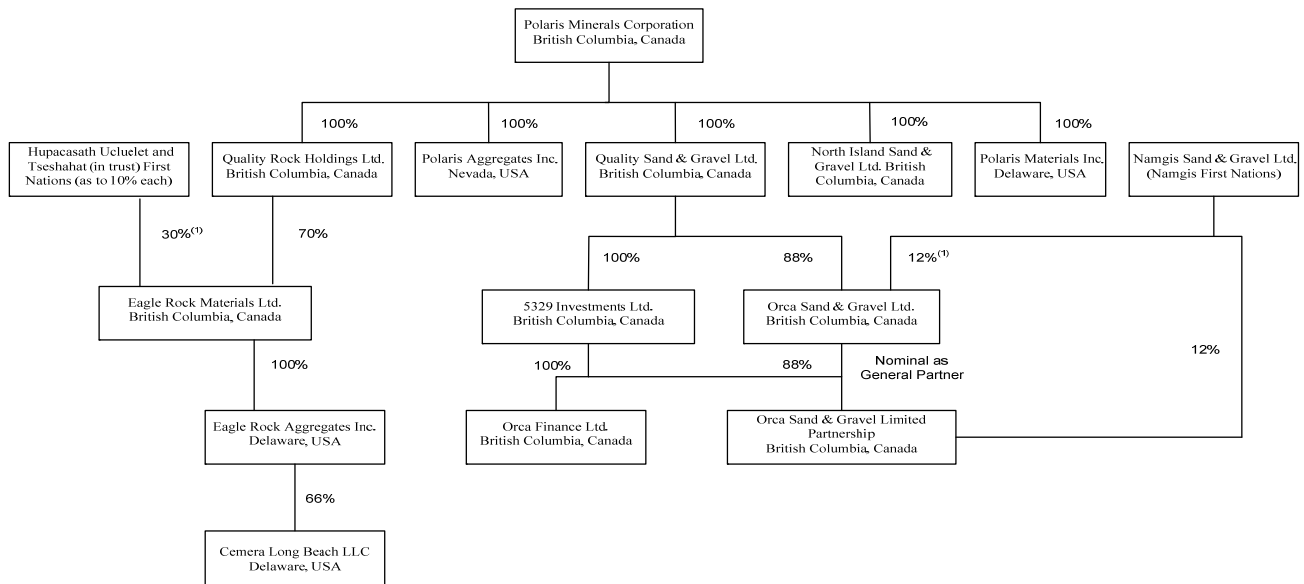 Polaris Minerals Corporation
British Columbia, Canada
100%
100%
100%
100%
100%
Hupacasath Ucluelet and
Tseshahat (in trust) First
Nations (as to 10% each)
Quality Rock Holdings Ltd.
British Columbia, Canada
Polaris Aggregates Inc.
Nevada, USA
Quality Sand & Gravel Ltd.
British Columbia, Canada
North Island Sand &
Gravel Ltd. British
Columbia, Canada
Polaris Materials Inc.
Delaware, USA
Namgis Sand & Gravel Ltd.
(Namgis First Nations)
30%(1)
70%
100%
88%
12%(1)
Eagle Rock Materials Ltd.
British Columbia, Canada
5329 Investments Ltd.
British Columbia, Canada
Orca Sand & Gravel Ltd.
British Columbia, Canada
100%
100%
88%
Nominal as
General Partner
12%
Eagle Rock Aggregates Inc.
Delaware, USA
Orca Finance Ltd.
British Columbia, Canada
Orca Sand & Gravel Limited
Partnership
British Columbia, Canada
66%
Cemera Long Beach LLC
Delaware, USA